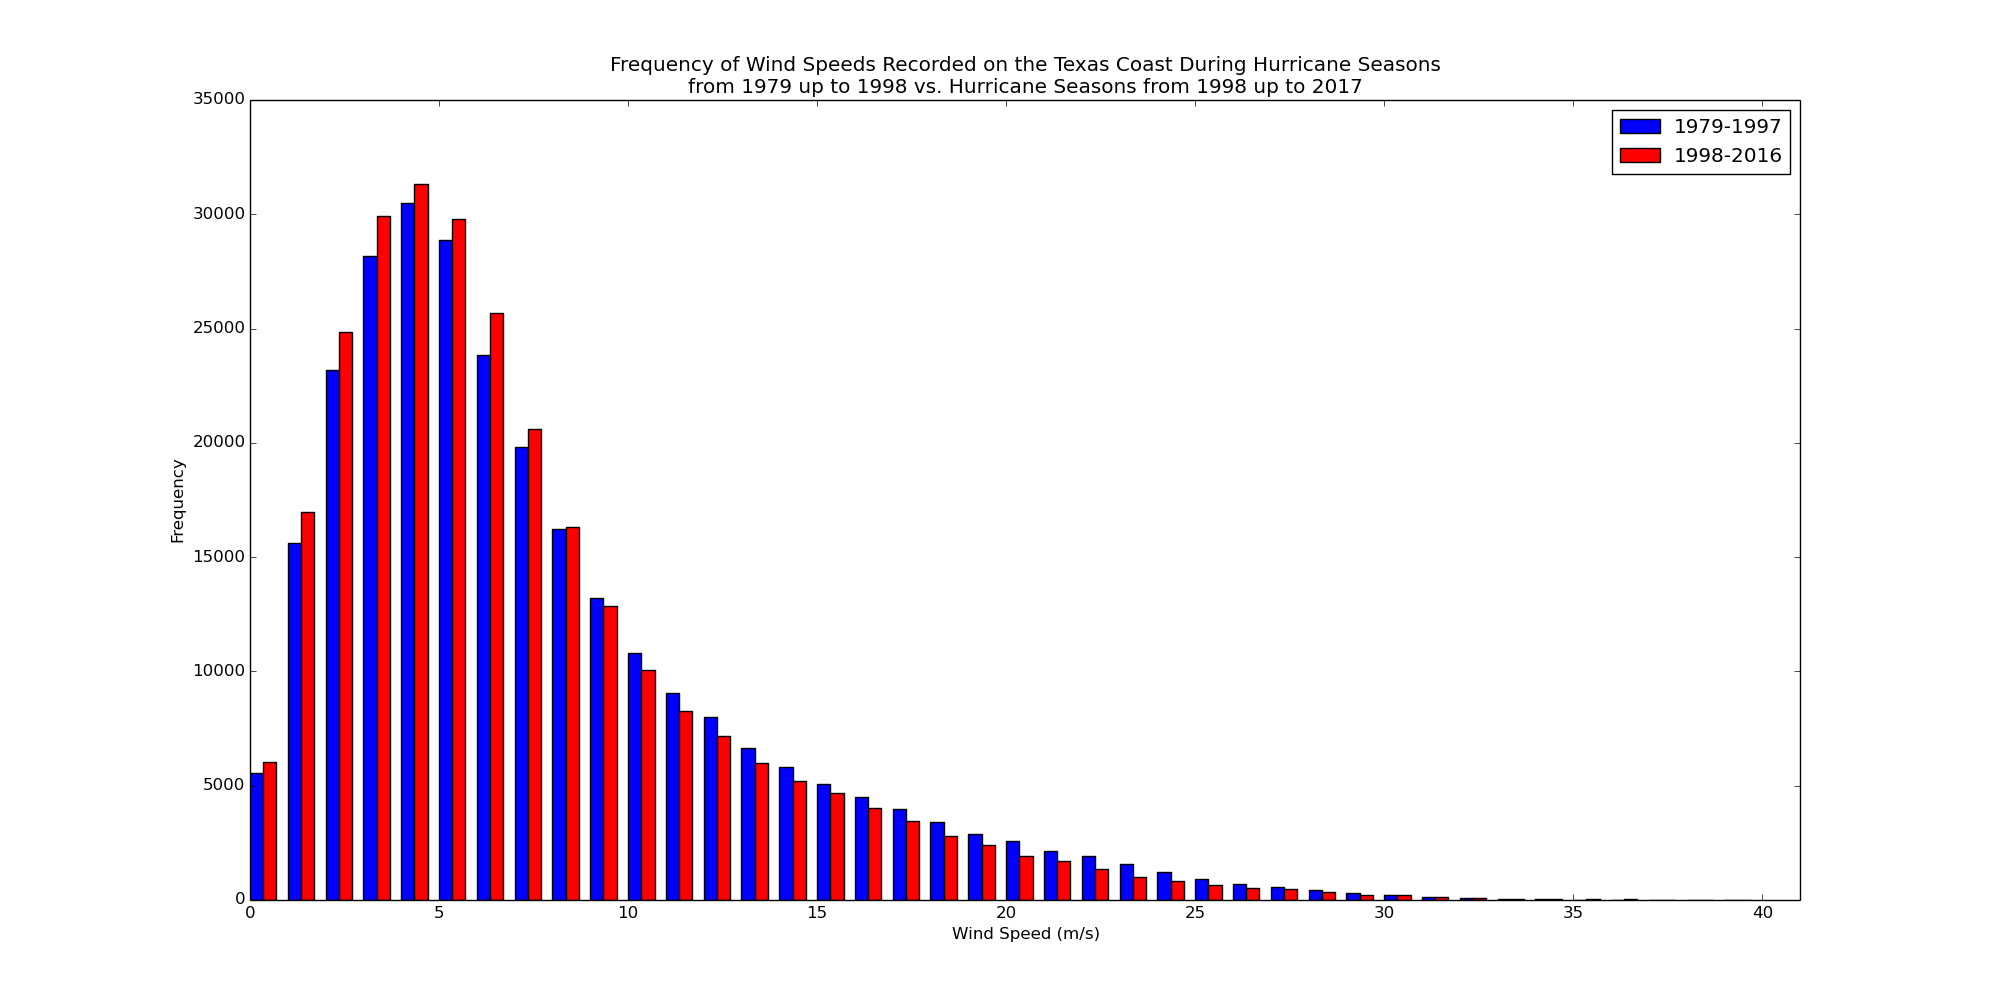 Frequency of Wind Speeds Recorded on the Texas Coast During Hurricane Seasons
from 1979 up to 1998 vs. Hurricane Seasons from 1998 up to 2017
1979-1997
1998-2016
35000
30000
25000
20000
15000
10000
5000
0
Frequency
0 5 10 15 20 25 30 35 40
Wind Speed (m/s)